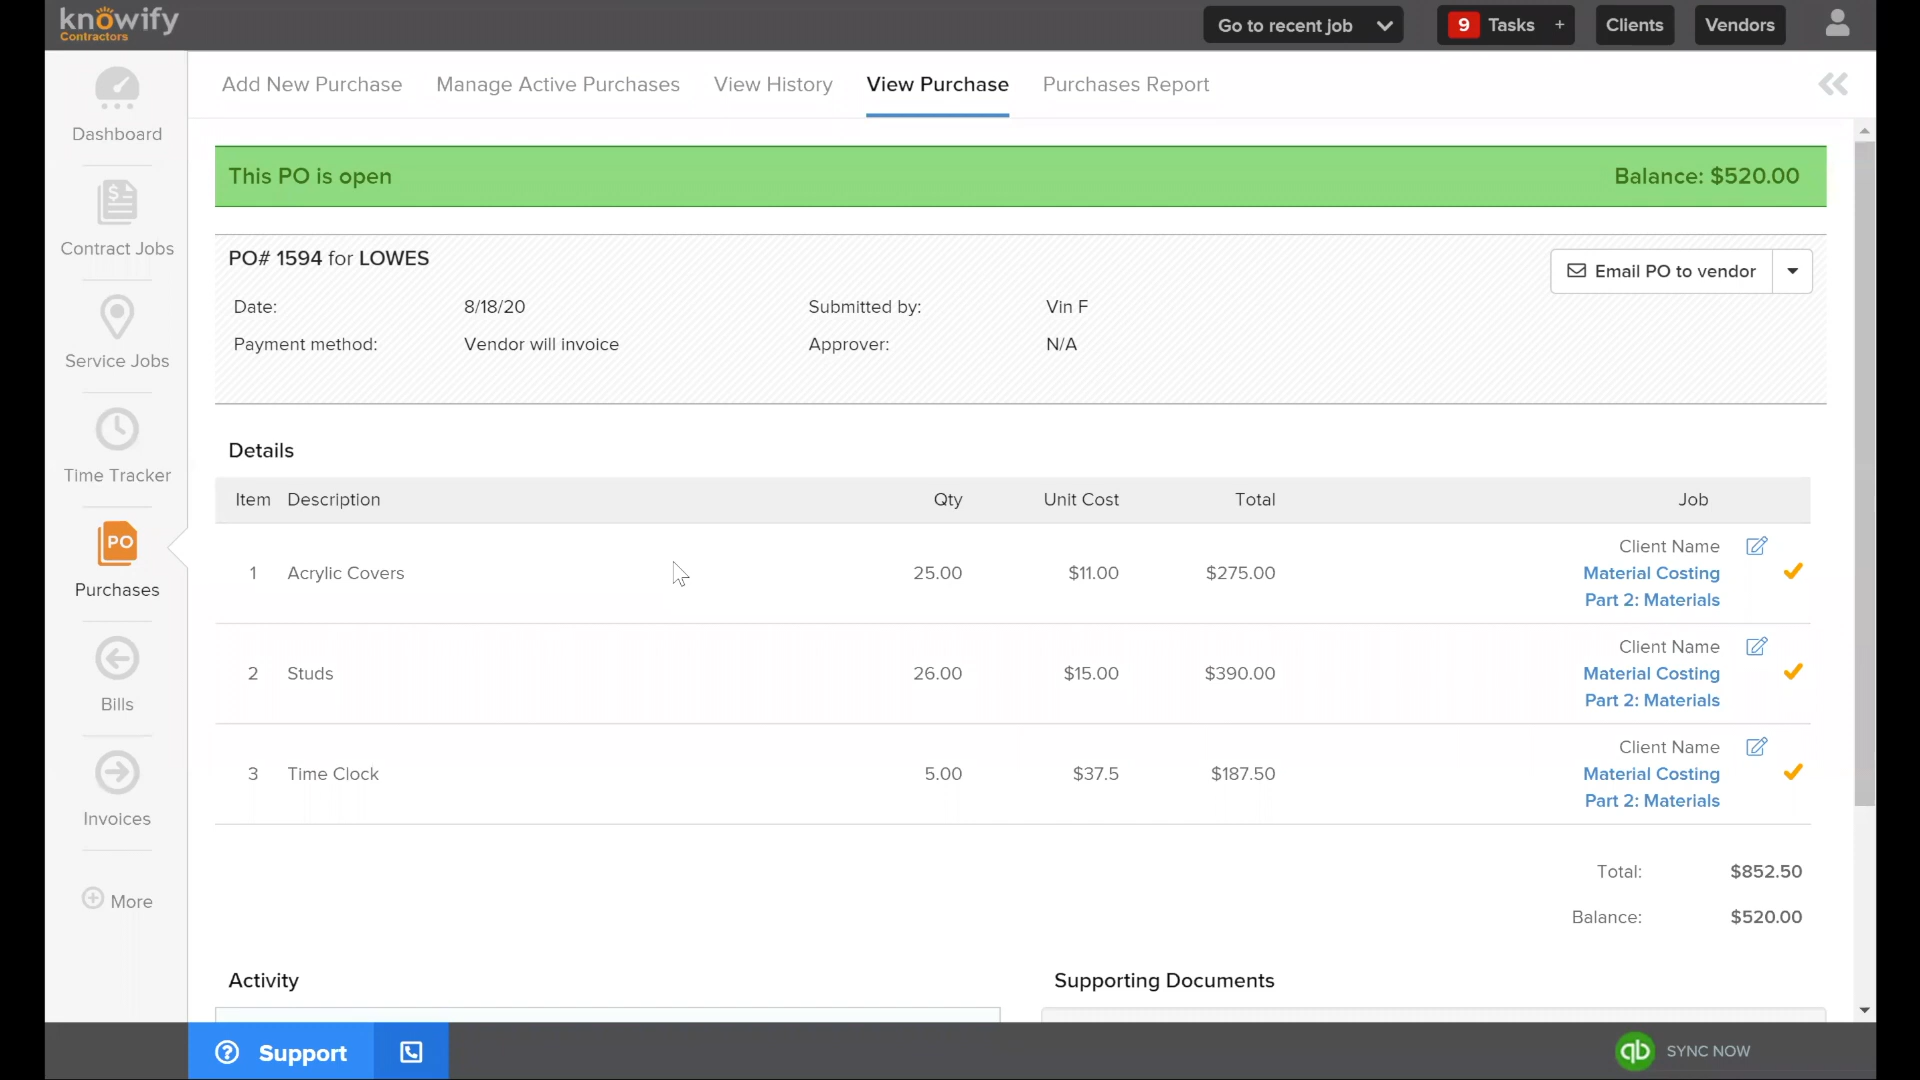 knowify
Contractors
Go to recent job
9 Tasks +
Clients
Vendors
Add New Purchase
Manage Active Purchases
View History
View Purchase
Purchases Report
Dashboard
Contract Jobs
Service Jobs
Time Tracker
PO
Purchases
Bills
Invoices
More
This PO is open
Balance: $520.00
PO# 1594 for LOWES
Email PO to vendor
Date: 8/18/20 Submitted by: Vin F
Payment method: Vendor will invoice Approver: N/A
Details
Item Description Qty Unit Cost Total Job
Client Name
1 Acrylic Covers 25.00 $11.00 $275.00 Material Costing
Part 2: Materials
Client Name
2 Studs 26.00 $15.00 $390.00 Material Costing
Part 2: Materials
Client Name
3 Time Clock 5.00 $37.5 $187.50 Material Costing
Part 2: Materials
Total: $852.50
Balance: $520.00
Activity
Supporting Documents
? Support
qb SYNC NOW